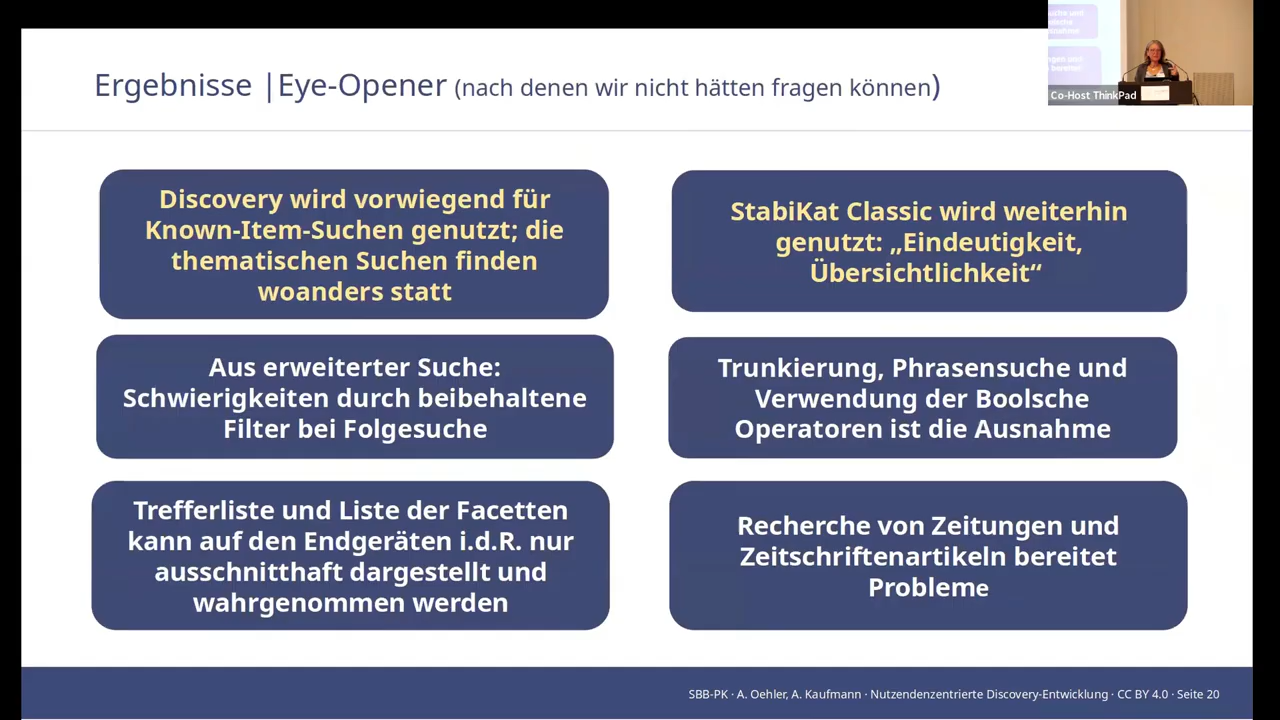 Ergebnisse |Eye-Opener (nach denen wir nicht hätten fragen können)
Co-Host ThinkPad
Discovery wird vorwiegend für
Known-Item-Suchen genutzt; die
thematischen Suchen finden
woanders statt
StabiKat Classic wird weiterhin
genutzt: „Eindeutigkeit,
Übersichtlichkeit“
Aus erweiterter Suche:
Schwierigkeiten durch beibehaltene
Filter bei Folgesuche
Trunkierung, Phrasensuche und
Verwendung der Boolsche
Operatoren ist die Ausnahme
Trefferliste und Liste der Facetten
kann auf den Endgeräten i.d.R. nur
ausschnitthaft dargestellt und
wahrgenommen werden
Recherche von Zeitungen und
Zeitschriftenartikeln bereitet
Probleme
SBB-PK · A. Oehler, A. Kaufmann · Nutzendenzentrierte Discovery-Entwicklung · CC BY 4.0 · Seite 20